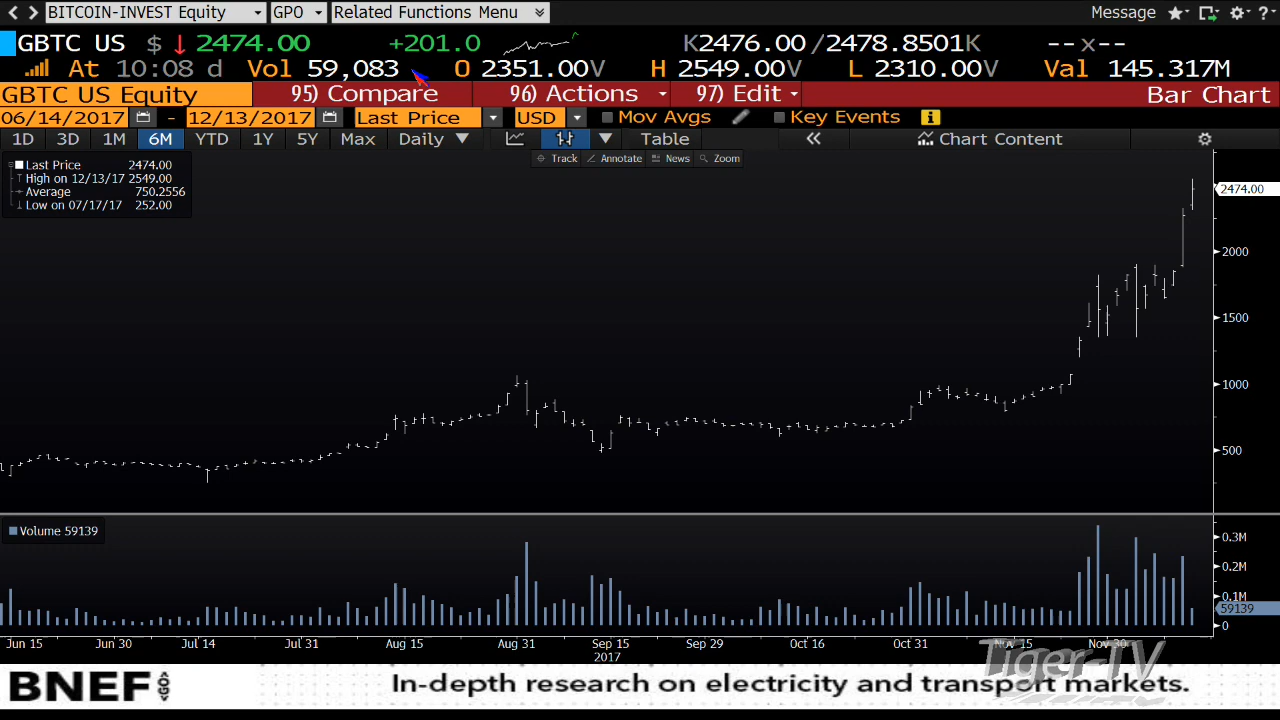 BITCOIN-INVEST Equity GPO Related Functions Menu Message ?
GBTC US $ 2474.00 +201.0 K2476.00 /2478.8501K --x--
At 10:08 d Vol 59,083 O 2351.00V H 2549.00V L 2310.00V Val 145.317M
GBTC US Equity 95) Compare 96) Actions 97) Edit Bar Chart
06/14/2017 - 12/13/2017 Last Price USD Mov Avgs Key Events i
1D 3D 1M 6M YTD 1Y 5Y Max Daily Table « Chart Content
Track Annotate News Zoom
Last Price 2474.00
High on 12/13/17 2549.00
Average 750.2556
Low on 07/17/17 252.00
2474.00
2000
1500
1000
500
Volume 59139
0.3M
0.2M
0.1M
59139
0
Jun 15 Jun 30 Jul 14 Jul 31 Aug 15 Aug 31 Sep 15 Sep 29 Oct 16 Oct 31 Nov 15 Nov 30
2017
Tiger-TV
BNEF <GO> In-depth research on electricity and transport markets.